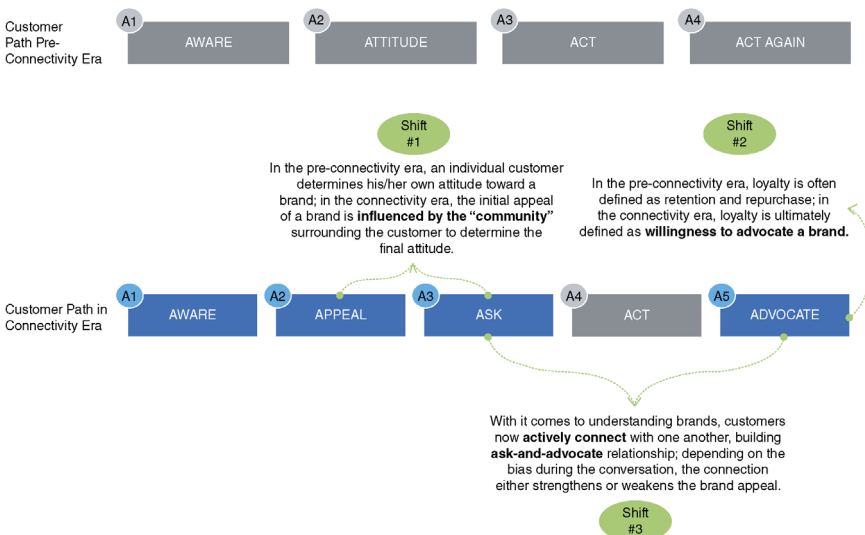 Customer
Path Pre-
Connectivity Era
A1
AWARE
A2
ATTITUDE
A3
ACT
A4
ACT AGAIN
Shift
#1
In the pre-connectivity era, an individual customer
determines his/her own attitude toward a
brand; in the connectivity era, the initial appeal
of a brand is influenced by the “community”
surrounding the customer to determine the
final attitude.
Shift
#2
In the pre-connectivity era, loyalty is often
defined as retention and repurchase; in
the connectivity era, loyalty is ultimately
defined as willingness to advocate a brand.
Customer Path in
Connectivity Era
A1
AWARE
A2
APPEAL
A3
ASK
A4
ACT
A5
ADVOCATE
With it comes to understanding brands, customers
now actively connect with one another, building
ask-and-advocate relationship; depending on the
bias during the conversation, the connection
either strengthens or weakens the brand appeal.
Shift
#3